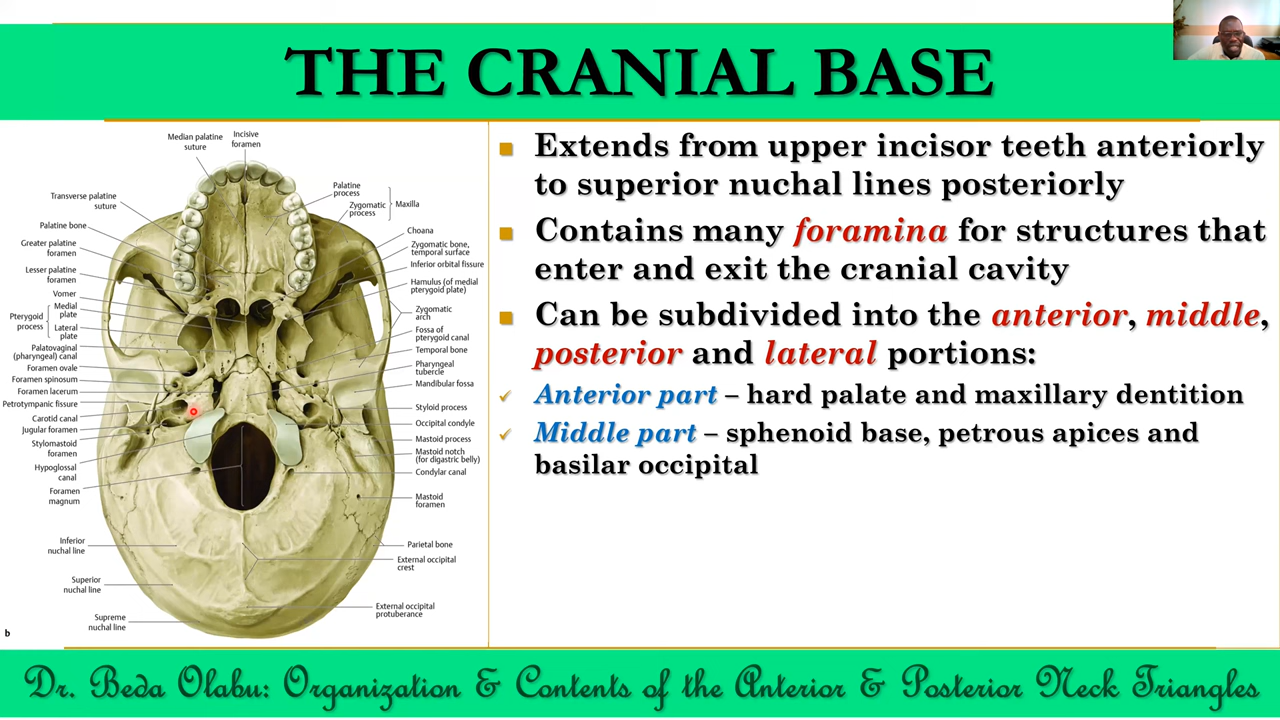 THE CRANIAL BASE
Median palatine
suture
Incisive
foramen
Transverse palatine
suture
Palatine bone
Greater palatine
foramen
Lesser palatine
foramen
Vomer
Pterygoid
process
Medial
plate
Lateral
plate
Palatovaginal
(pharyngeal) canal
Foramen ovale
Foramen spinosum
Foramen lacerum
Petrotympanic fissure
Carotid canal
Jugular foramen
Stylomastoid
foramen
Hypoglossal
canal
Foramen
magnum
Inferior
nuchal line
Superior
nuchal line
Supreme
nuchal line
b
Palatine
process
Zygomatic
process
Maxilla
Choana
Zygomatic bone,
temporal surface
Inferior orbital fissure
Hamulus (of medial
pterygoid plate)
Zygomatic
arch
Fossa of
pterygoid canal
Temporal bone
Pharyngeal
tubercle
Mandibular fossa
Styloid process
Occipital condyle
Mastoid process
Mastoid notch
(for digastric belly)
Condylar canal
Mastoid
foramen
Parietal bone
External occipital
crest
External occipital
protuberance
Extends from upper incisor teeth anteriorly
to superior nuchal lines posteriorly
Contains many foramina for structures that
enter and exit the cranial cavity
Can be subdivided into the anterior, middle,
posterior and lateral portions:
✓ Anterior part – hard palate and maxillary dentition
✓ Middle part – sphenoid base, petrous apices and
basilar occipital
Dr. Beda Olabu: Organization & Contents of the Anterior & Posterior Neck Triangles